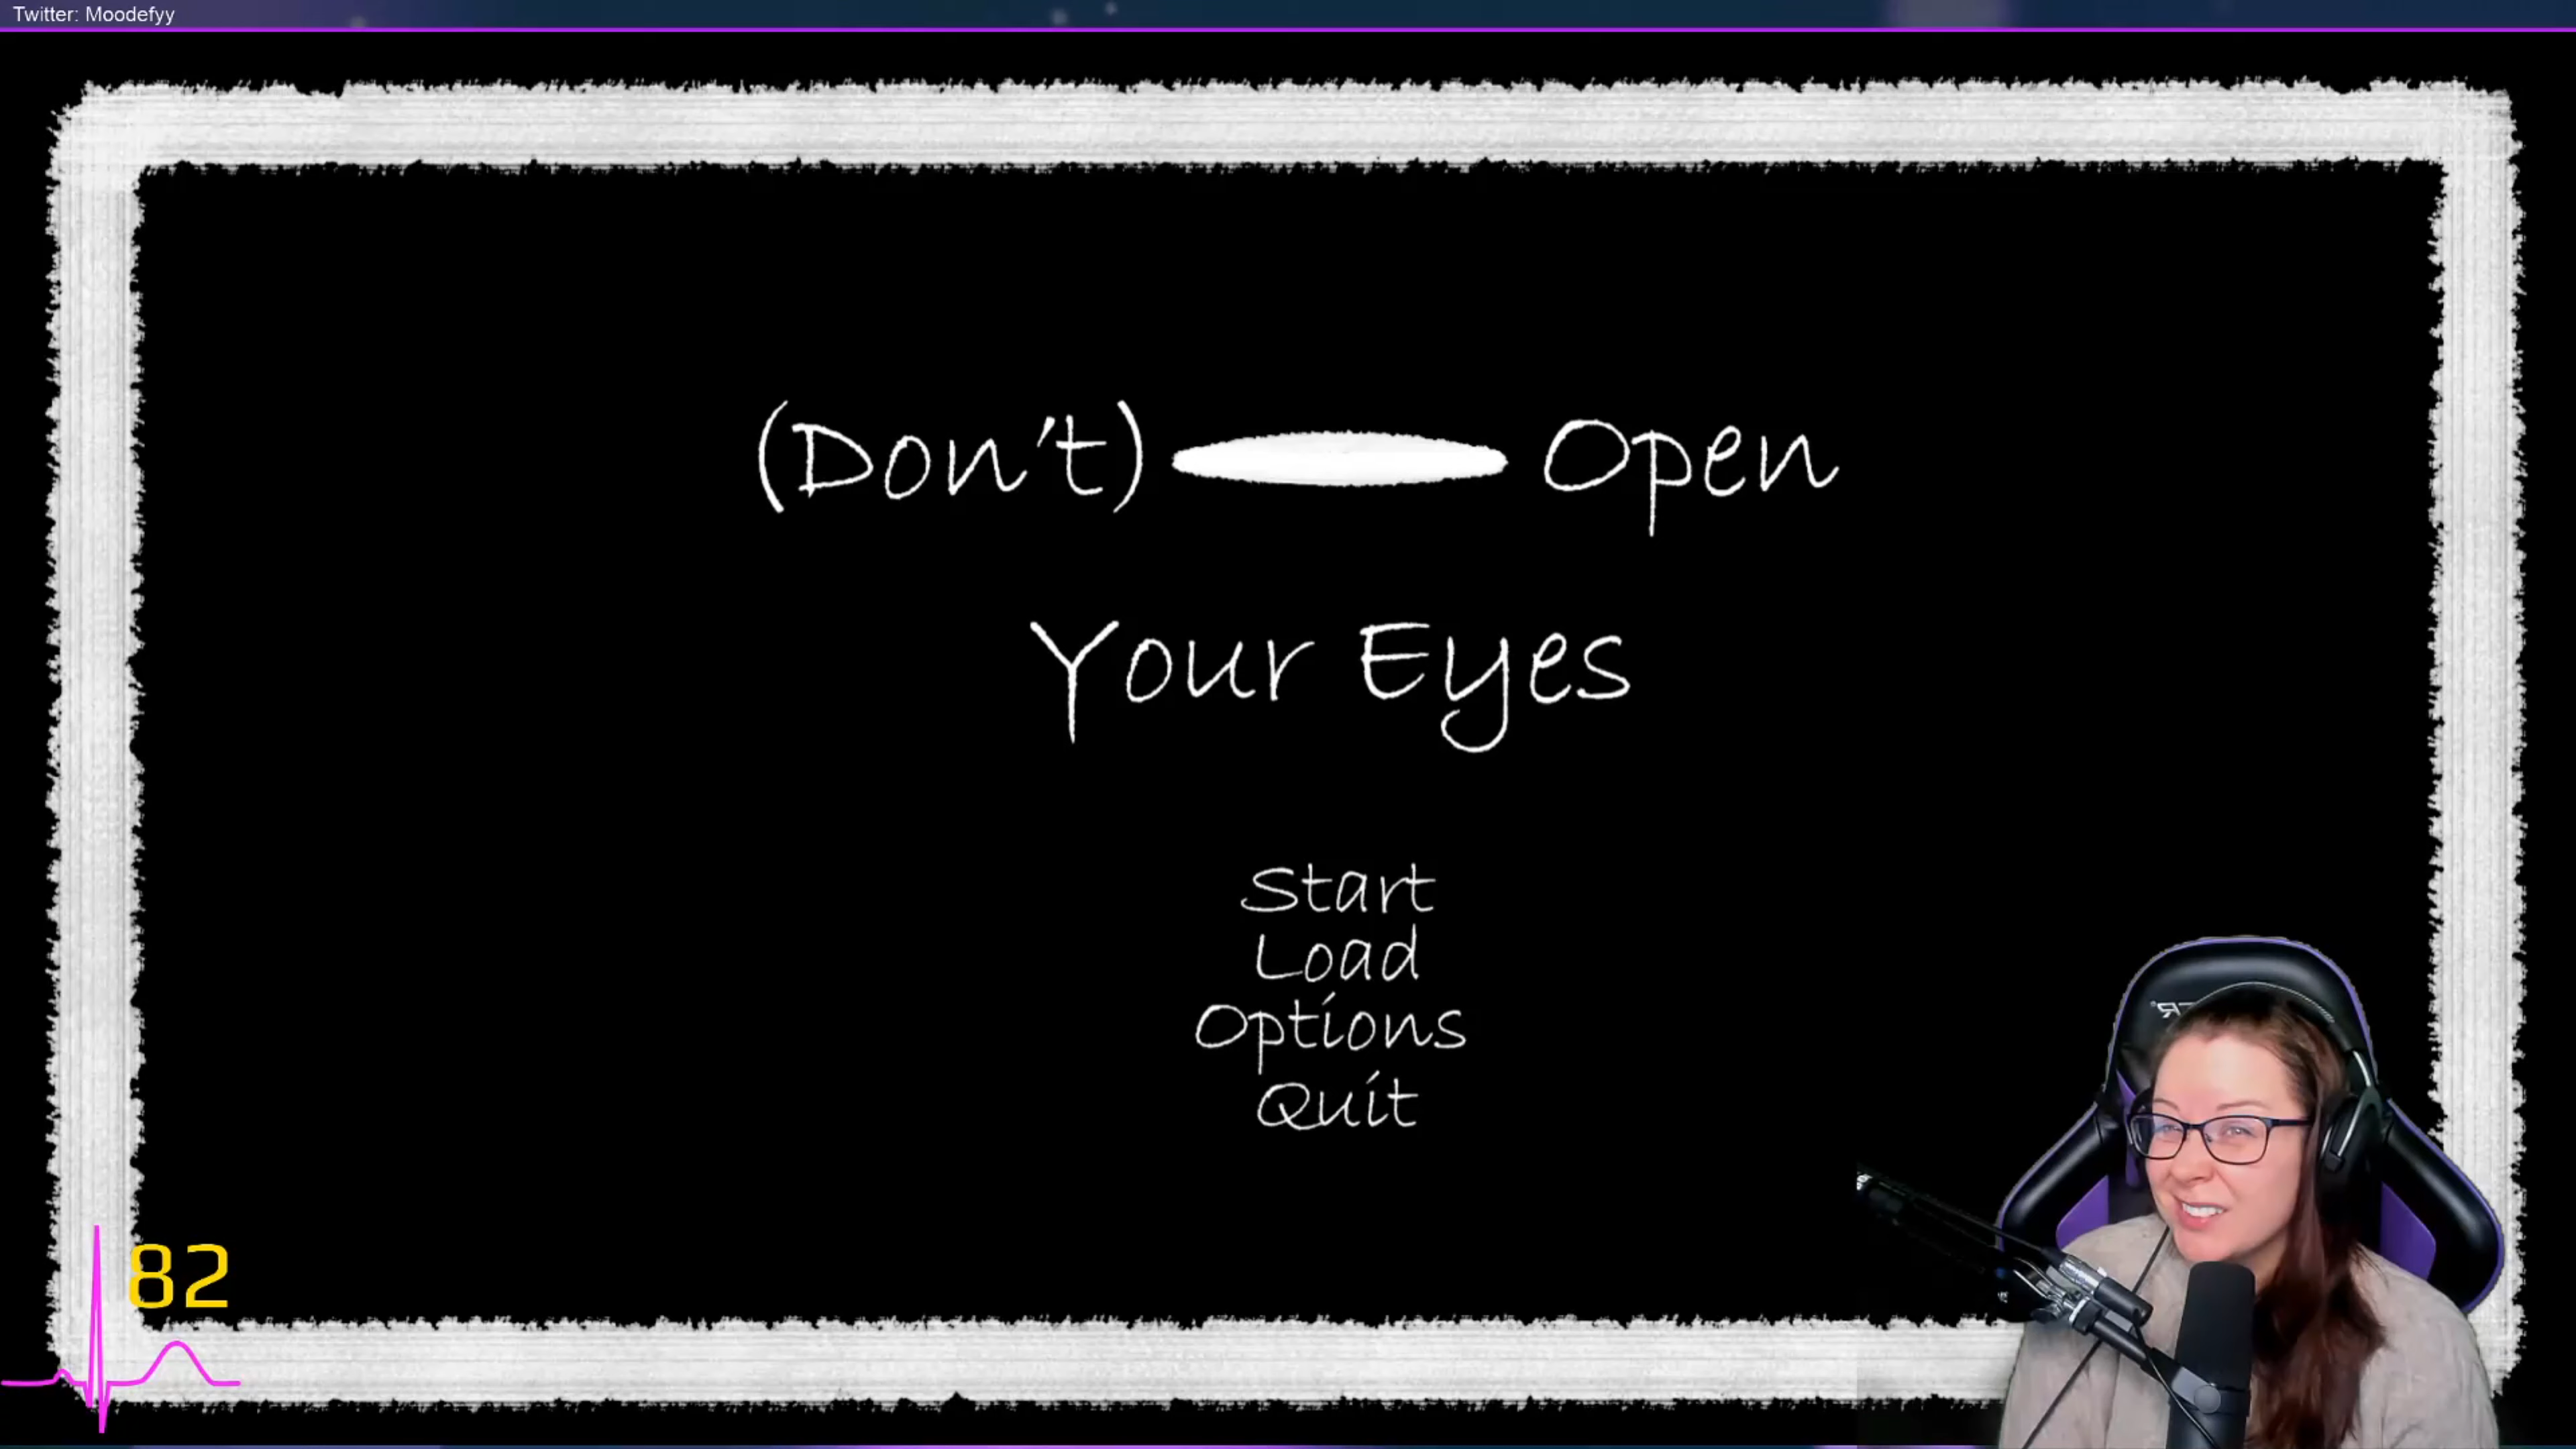 Twitter: Moodefyy
(Don't) Open
Your Eyes
Start
Load
Options
Quit
82